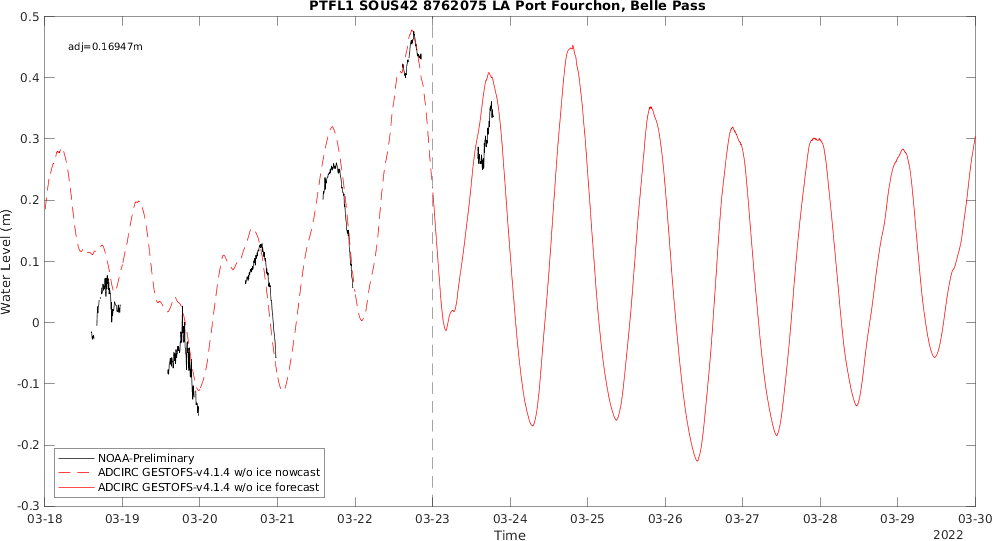 PTFL1 SOUS42 8762075 LA Port Fourchon, Belle Pass
adj=0.16947m
0.5
0.4
0.3
0.2
0.1
0
-0.1
-0.2
-0.3
Water Level (m)
NOAA-Preliminary
ADCIRC GESTOFS-v4.1.4 w/o ice nowcast
ADCIRC GESTOFS-v4.1.4 w/o ice forecast
03-18 03-19 03-20 03-21 03-22 03-23 03-24 03-25 03-26 03-27 03-28 03-29 03-30
Time
2022